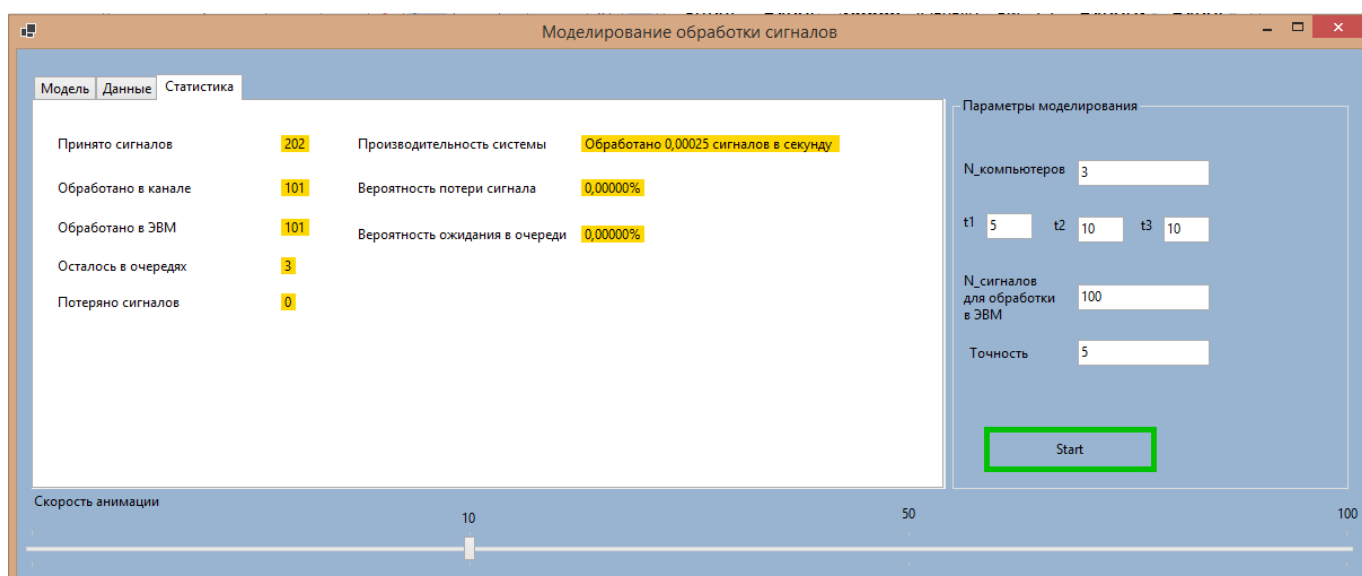 Моделирование обработки сигналов
Модель Данные Статистика
Принято сигналов 202 Производительность системы Обработано 0,00025 сигналов в секунду
Обработано в канале 101 Вероятность потери сигнала 0,00000%
Обработано в ЭВМ 101 Вероятность ожидания в очереди 0,00000%
Осталось в очередях 3
Потеряно сигналов 0
Параметры моделирования
N_компьютеров 3
t1 5 t2 10 t3 10
N_сигналов
для обработки 100
в ЭВМ
Точность 5
Start
Скорость анимации
10 50 100